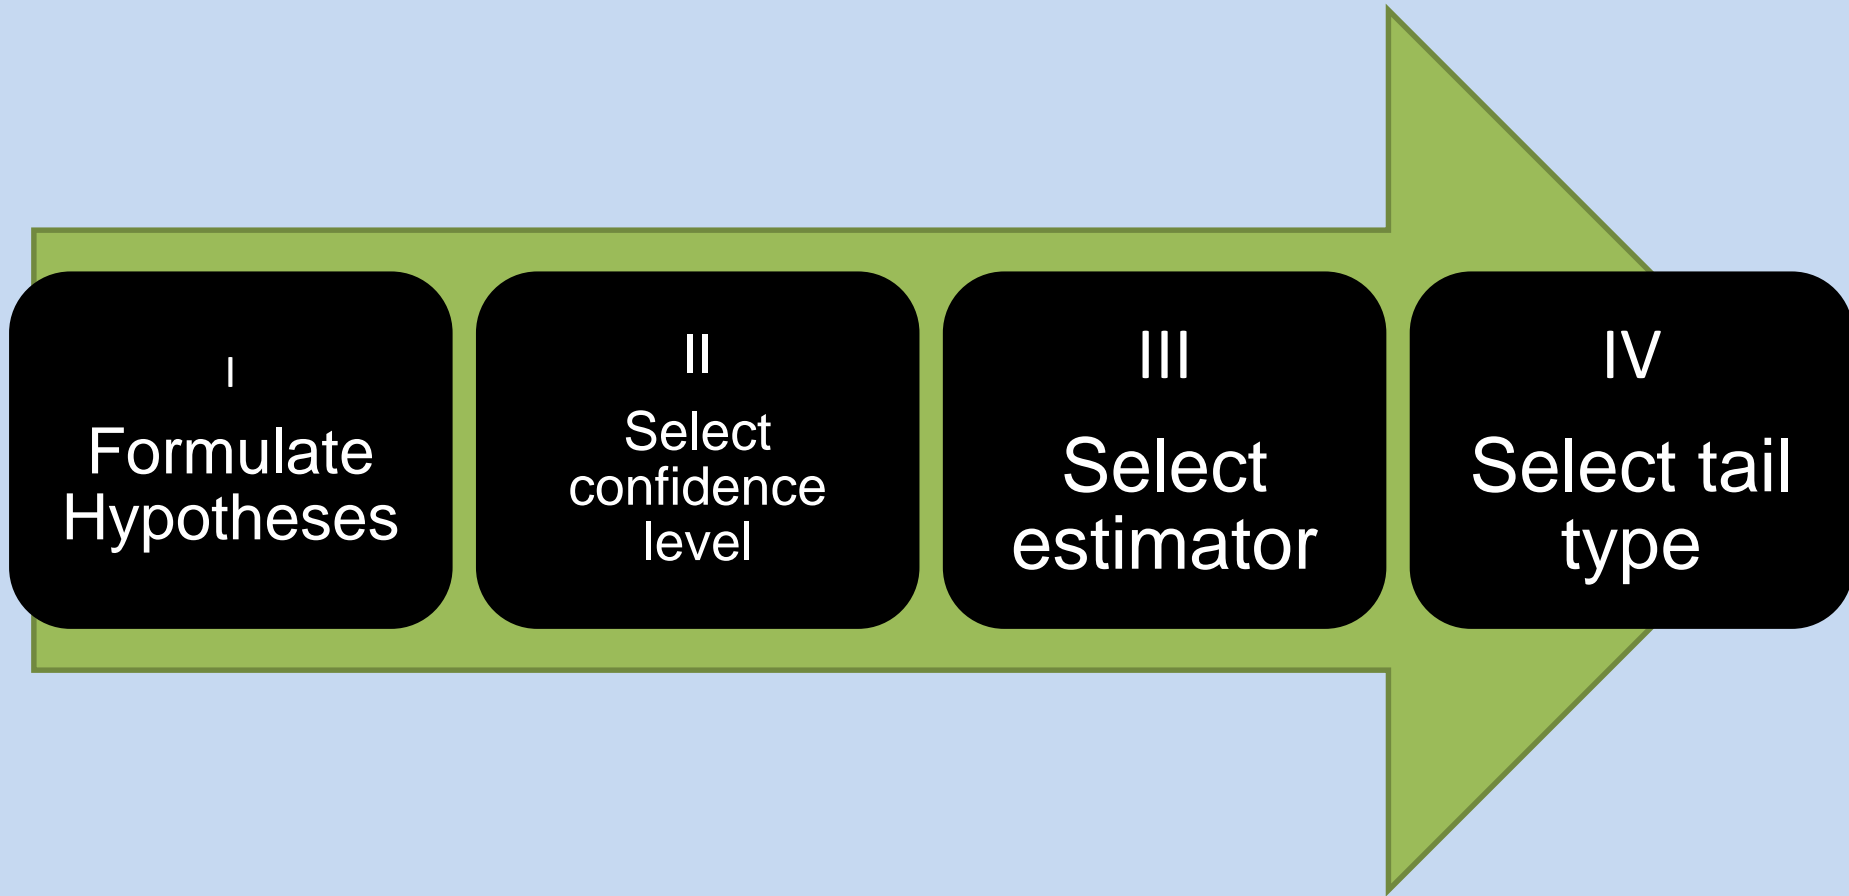 I
Formulate
Hypotheses
II
Select
confidence
level
III
Select
estimator
IV
Select tail
type